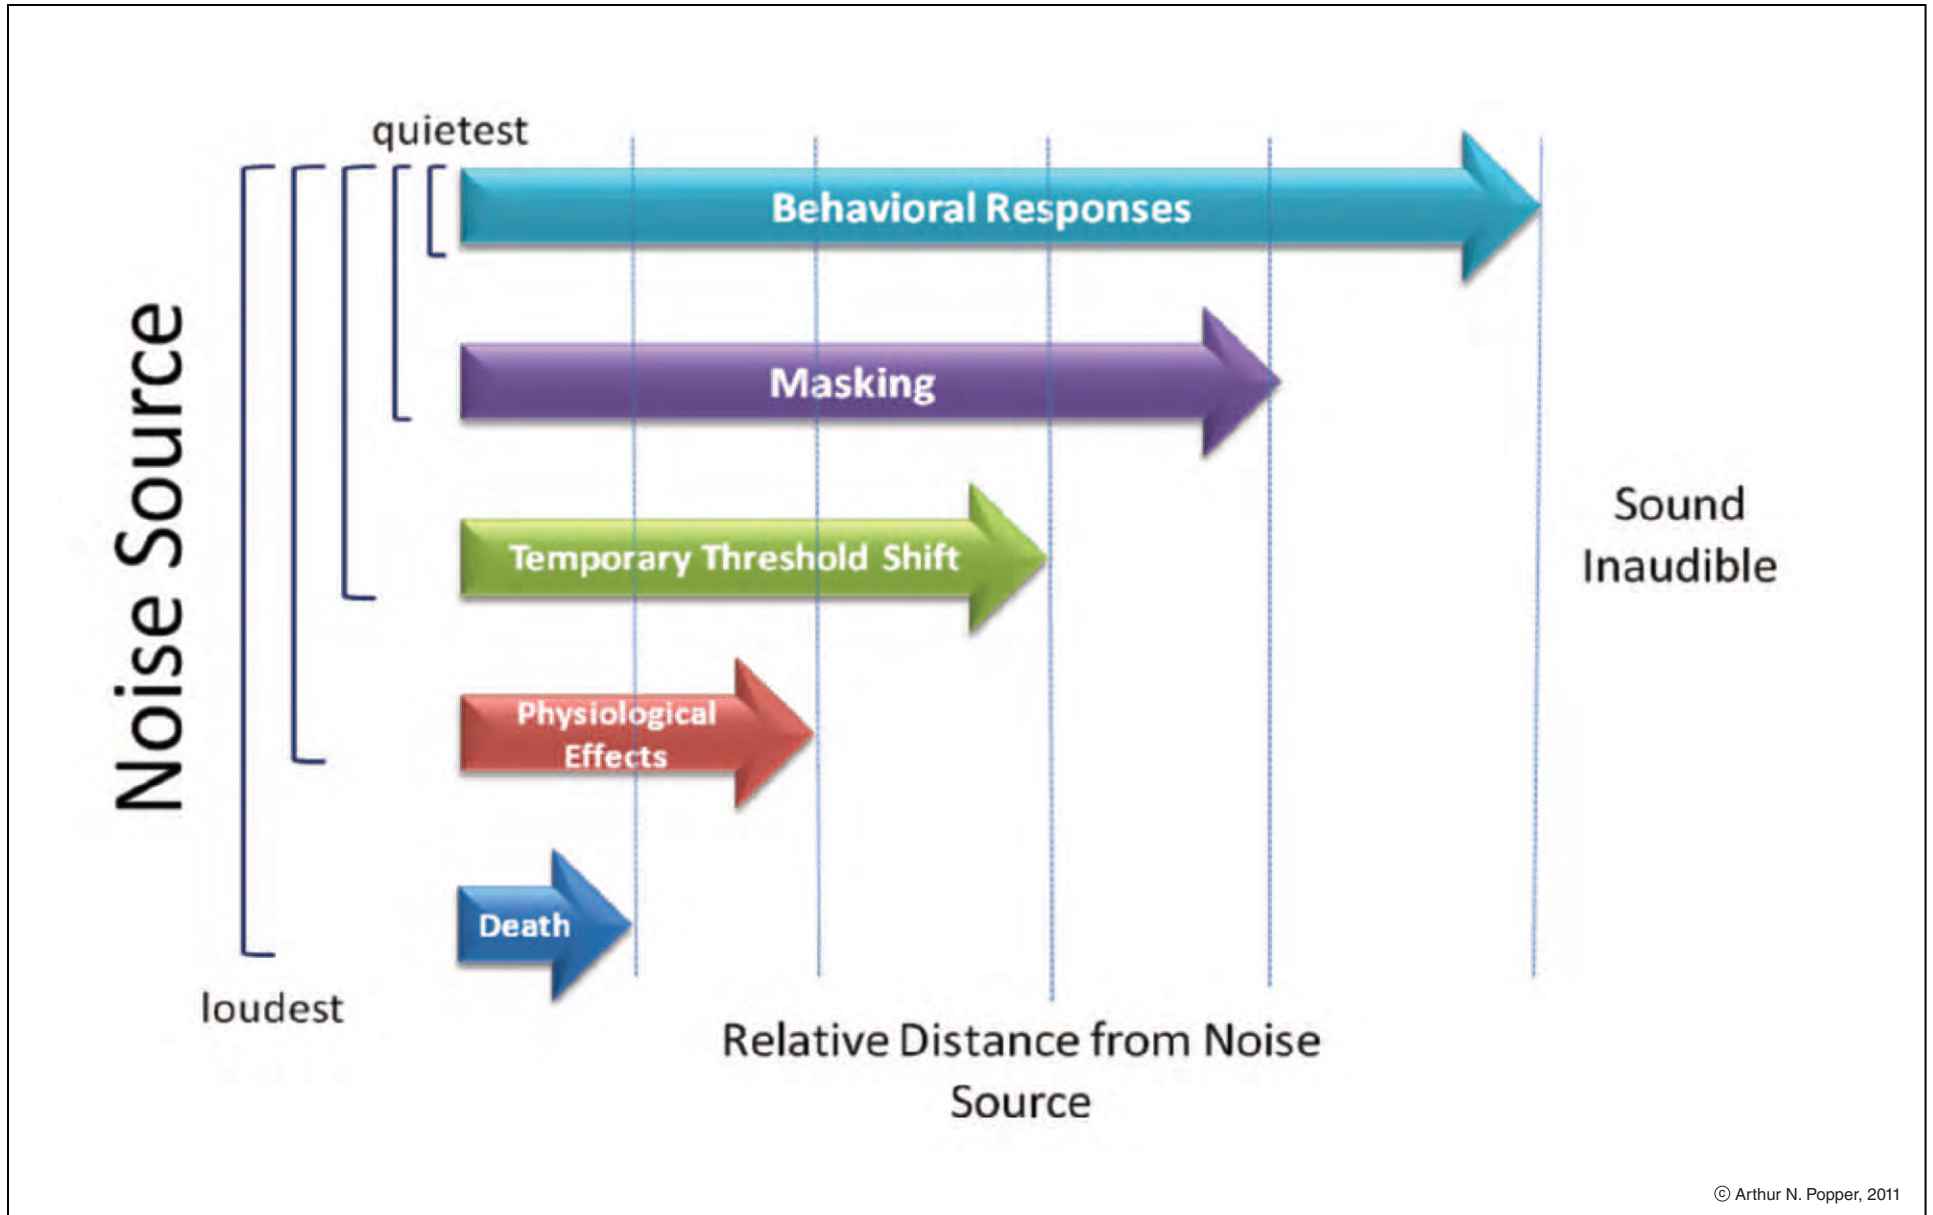 quietest
Behavioral Responses
Noise Source
Masking
Sound
Inaudible
Temporary Threshold Shift
Physiological
Effects
Death
loudest
Relative Distance from Noise
Source
© Arthur N. Popper, 2011